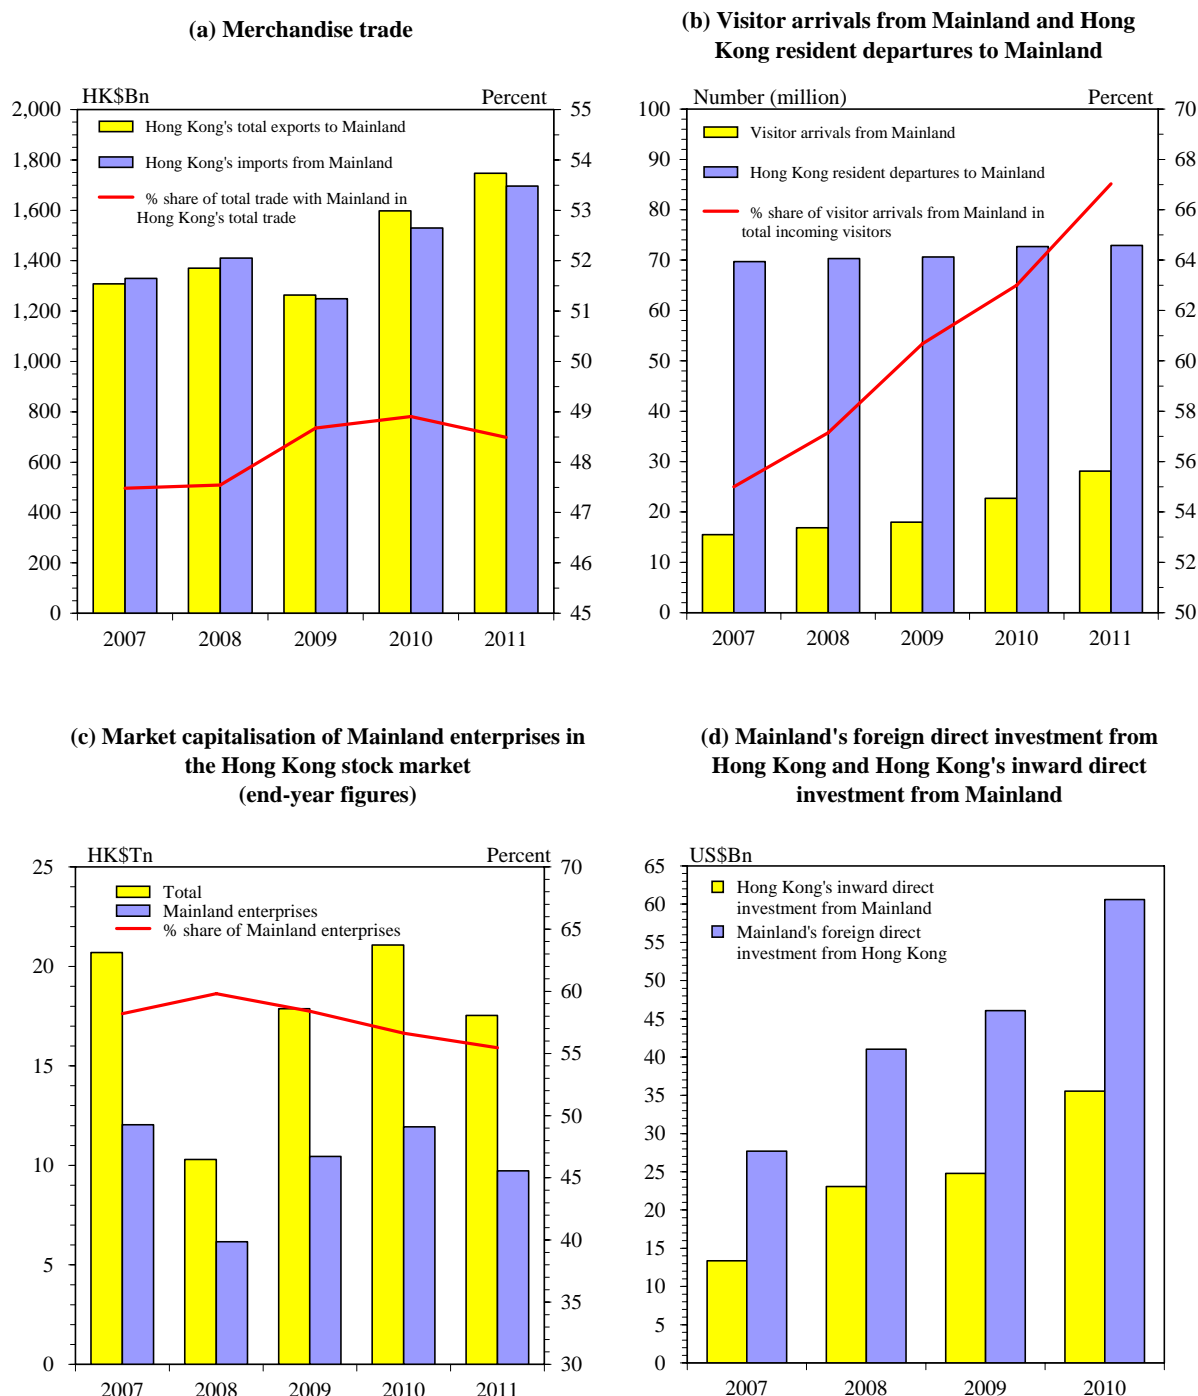 (a) Merchandise trade
HK$Bn
Percent
2,000
1,800
1,600
1,400
1,200
1,000
800
600
400
200
0
55
54
53
52
51
50
49
48
47
46
45
Hong Kong's total exports to Mainland
Hong Kong's imports from Mainland
% share of total trade with Mainland in
Hong Kong's total trade
2007
2008
2009
2010
2011
(b) Visitor arrivals from Mainland and Hong
Kong resident departures to Mainland
Number (million)
Percent
100
90
80
70
60
50
40
30
20
10
0
70
68
66
64
62
60
58
56
54
52
50
Visitor arrivals from Mainland
Hong Kong resident departures to Mainland
% share of visitor arrivals from Mainland in
total incoming visitors
2007
2008
2009
2010
2011
(c) Market capitalisation of Mainland enterprises in
the Hong Kong stock market
(end-year figures)
HK$Tn
Percent
25
20
15
10
5
0
70
65
60
55
50
45
40
35
30
Total
Mainland enterprises
% share of Mainland enterprises
2007
2008
2009
2010
2011
(d) Mainland's foreign direct investment from
Hong Kong and Hong Kong's inward direct
investment from Mainland
US$Bn
65
60
55
50
45
40
35
30
25
20
15
10
5
0
Hong Kong's inward direct
investment from Mainland
Mainland's foreign direct
investment from Hong Kong
2007
2008
2009
2010